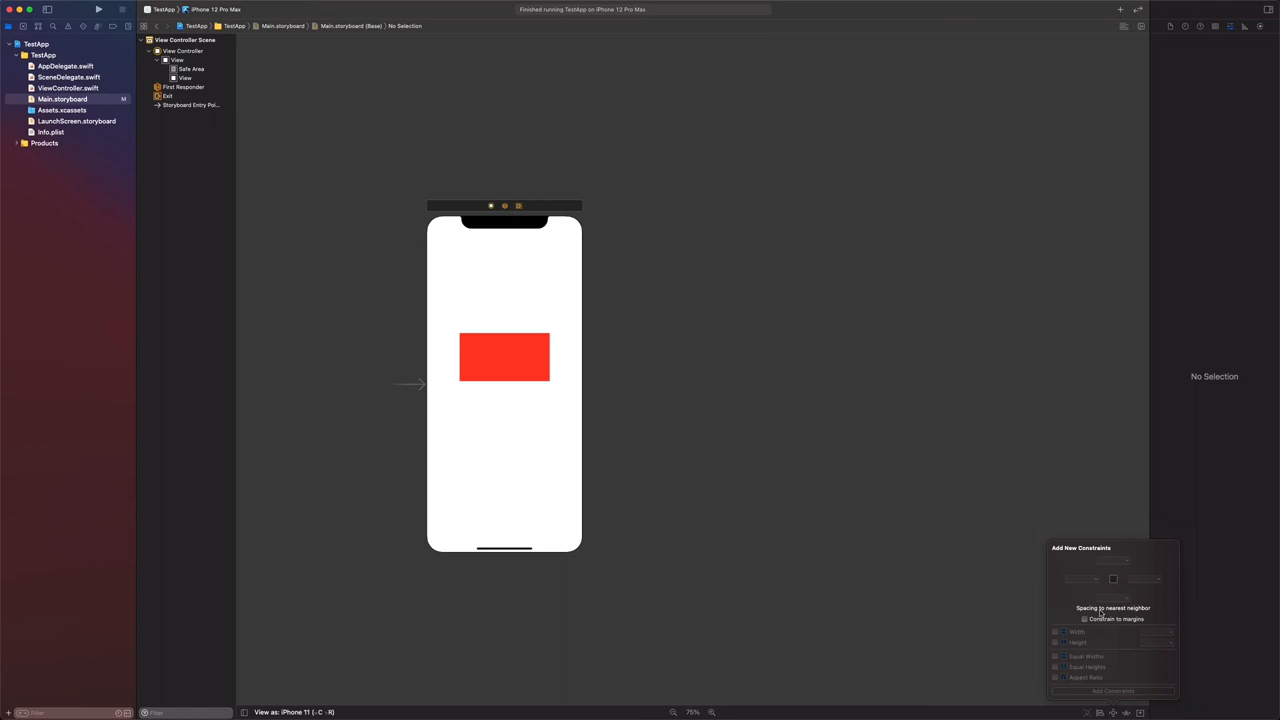 TestApp 〉 iPhone 12 Pro Max
Finished running TestApp on iPhone 12 Pro Max
TestApp 〉 TestApp 〉 Main.storyboard 〉 Main.storyboard (Base) 〉 No Selection
TestApp
TestApp
AppDelegate.swift
SceneDelegate.swift
ViewController.swift
Main.storyboard M
Assets.xcassets
LaunchScreen.storyboard
Info.plist
Products
View Controller Scene
View Controller
View
Safe Area
View
First Responder
Exit
Storyboard Entry Poi...
No Selection
Add New Constraints
Spacing to nearest neighbor
Constrain to margins
Width
Height
Equal Widths
Equal Heights
Aspect Ratio
Add Constraints
Filter
Filter
View as: iPhone 11 (⌁C ⌁R)
75%